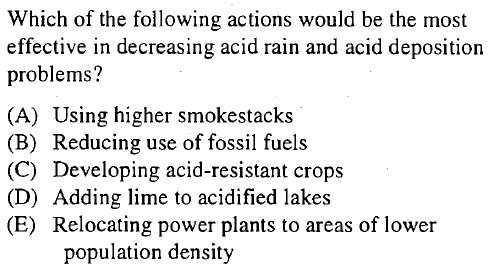 Which of the following actions would be the most
effective in decreasing acid rain and acid deposition
problems?
(A) Using higher smokestacks
(B) Reducing use of fossil fuels
(C) Developing acid-resistant crops
(D) Adding lime to acidified lakes
(E) Relocating power plants to areas of lower
population density